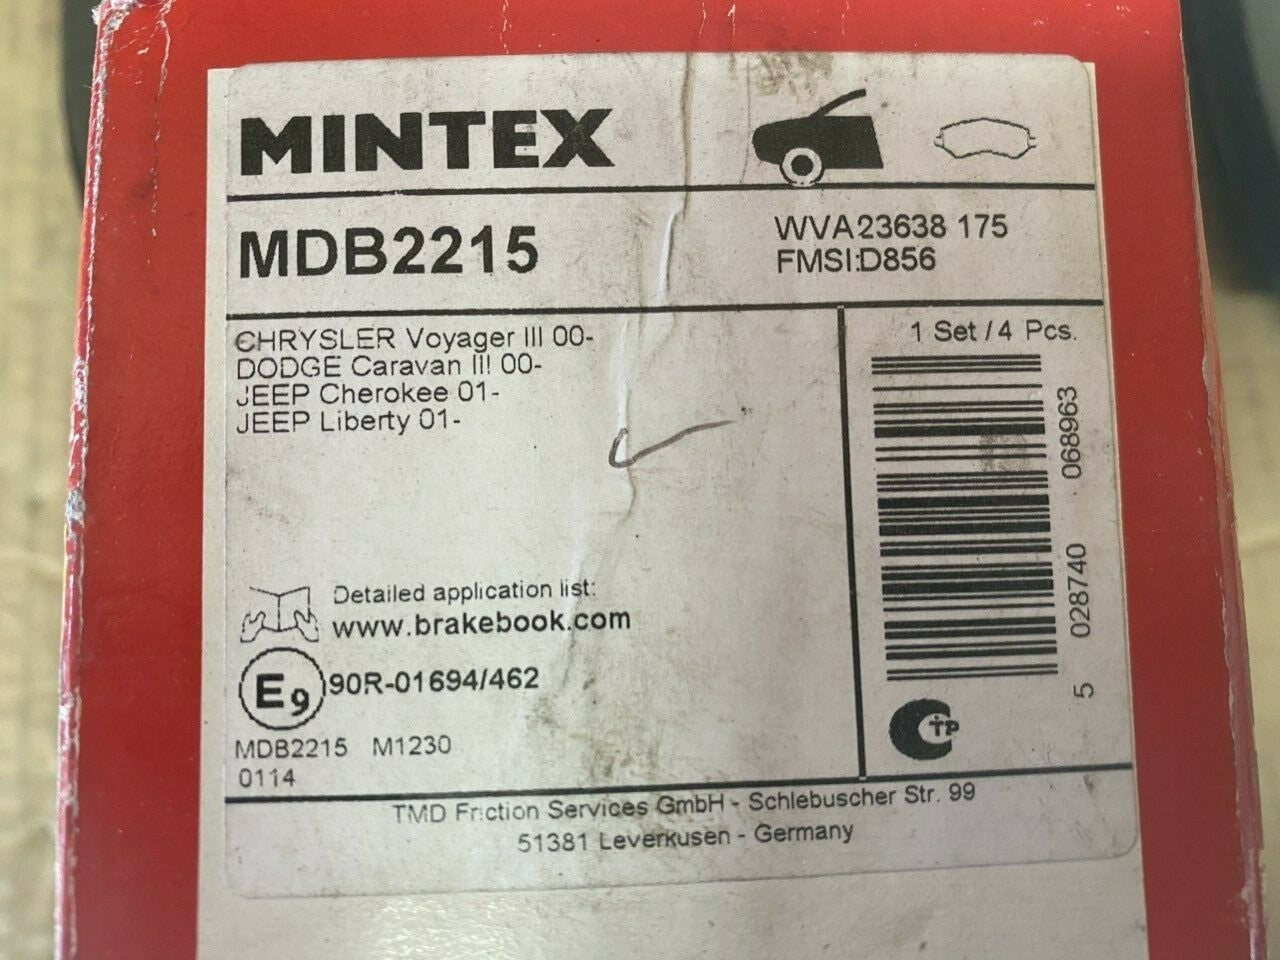 MINTEX
MDB2215
WVA23638 175
FMSI:D856
CHRYSLER Voyager III 00-
DODGE Caravan III 00-
JEEP Cherokee 01-
JEEP Liberty 01-
1 Set / 4 Pcs.
5 028740 068963
Detailed application list:
www.brakebook.com
E9 90R-01694/462
MDB2215 M1230
0114
CTP
TMD Friction Services GmbH - Schlebuscher Str. 99
51381 Leverkusen - Germany